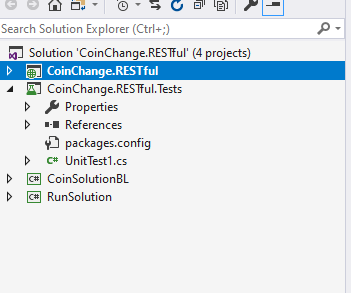 Search Solution Explorer (Ctrl+;)
Solution 'CoinChange.RESTful' (4 projects)
CoinChange.RESTful
CoinChange.RESTful.Tests
Properties
References
packages.config
C# UnitTest1.cs
C# CoinSolutionBL
C# RunSolution